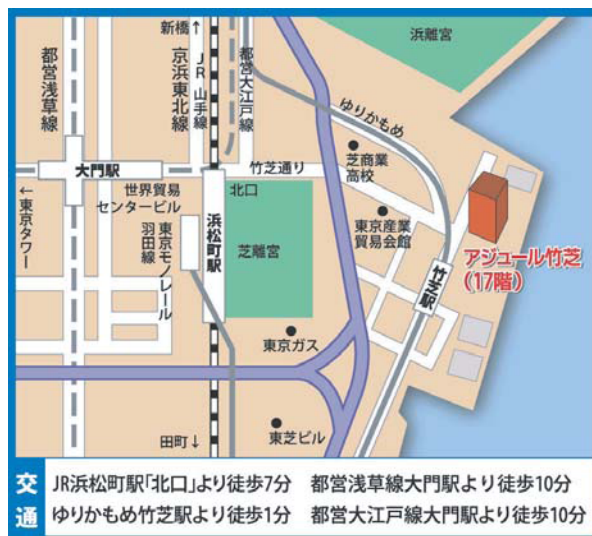 新橋↑
浜離宮
都営浅草線
京浜東北線
JR山手線
都営大江戸線
ゆりかもめ
大門駅
竹芝通り
芝商業
高校
世界貿易
センタービル
北口
←東京タワー
東京モノレール
羽田線
浜松町駅
芝離宮
東京産業
貿易会館
竹芝駅
アジュール竹芝
(17階)
東京ガス
田町↓
東芝ビル
交通
JR浜松町駅「北口」より徒歩7分 都営浅草線大門駅より徒歩10分
ゆりかもめ竹芝駅より徒歩1分 都営大江戸線大門駅より徒歩10分